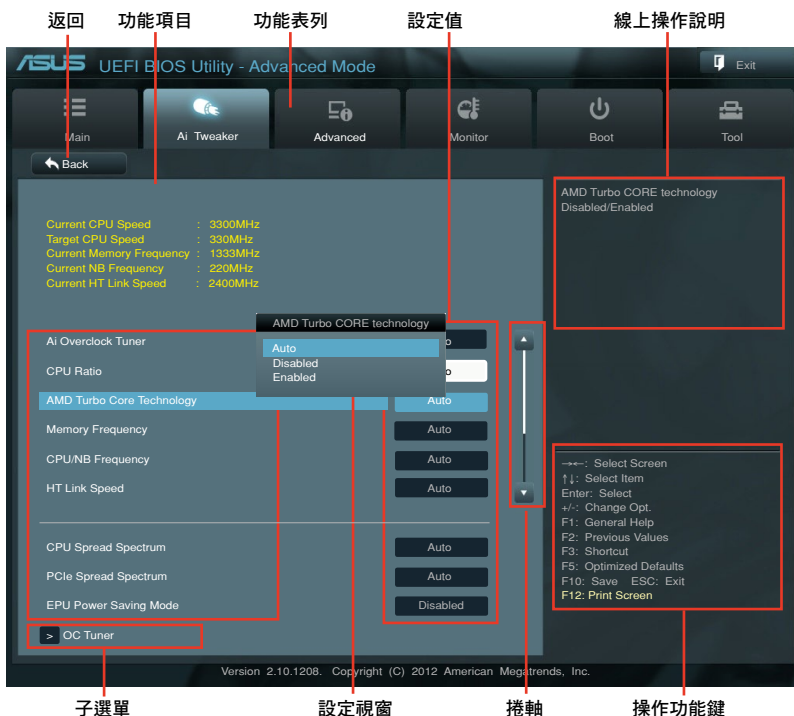 返回 功能項目 功能表列 設定值 線上操作說明
ASUS UEFI BIOS Utility - Advanced Mode Exit
Main Ai Tweaker Advanced Monitor Boot Tool
Back
AMD Turbo CORE technology
Disabled/Enabled
Current CPU Speed : 3300MHz
Target CPU Speed : 330MHz
Current Memory Frequency : 1333MHz
Current NB Frequency : 220MHz
Current HT Link Speed : 2400MHz
AMD Turbo CORE technology
Auto
Disabled
Enabled
Ai Overclock Tuner o
CPU Ratio o
AMD Turbo Core Technology Auto
Memory Frequency Auto
CPU/NB Frequency Auto
HT Link Speed Auto
CPU Spread Spectrum Auto
PCIe Spread Spectrum Auto
EPU Power Saving Mode Disabled
> OC Tuner
→←: Select Screen
↑↓: Select Item
Enter: Select
+/-: Change Opt.
F1: General Help
F2: Previous Values
F3: Shortcut
F5: Optimized Defaults
F10: Save ESC: Exit
F12: Print Screen
Version 2.10.1208. Copyright (C) 2012 American Megatrends, Inc.
子選單 設定視窗 捲軸 操作功能鍵